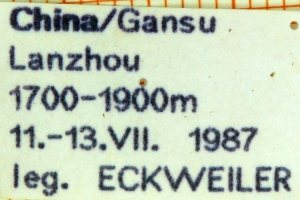 China/Gansu
Lanzhou
1700-1900m
11.-13.VII. 1987
leg. ECKWEILER